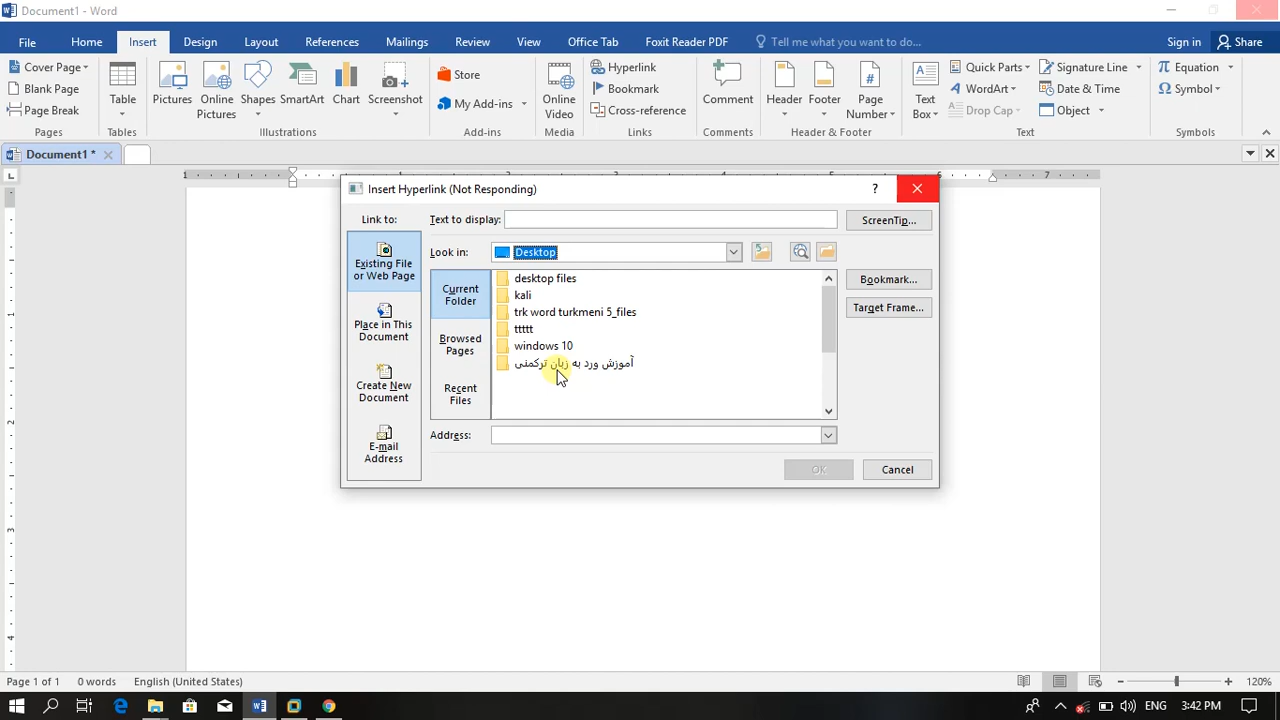 Document1 - Word
File Home Insert Design Layout References Mailings Review View Office Tab Foxit Reader PDF Tell me what you want to do... Sign in Share
Cover Page
Blank Page
Page Break
Pages
Table
Tables
Pictures
Online
Pictures
Shapes
SmartArt
Chart
Screenshot
Illustrations
Store
My Add-ins
Add-ins
Online
Video
Media
Hyperlink
Bookmark
Cross-reference
Links
Comment
Comments
Header
Footer
Page
Number
Header & Footer
Text
Box
Quick Parts
WordArt
Drop Cap
Signature Line
Date & Time
Object
Text
Equation
Symbol
Symbols
Document1 *
Insert Hyperlink (Not Responding)
?
Link to:
Text to display:
ScreenTip...
Existing File
or Web Page
Look in:
Desktop
Place in This
Document
Create New
Document
E-mail
Address
Current
Folder
Browsed
Pages
Recent
Files
desktop files
kali
trk word turkmeni 5_files
ttttt
windows 10
آموزش ورد به زبان ترکمنی
Bookmark...
Target Frame...
Address:
OK
Cancel
Page 1 of 1 0 words English (United States) 120%
ENG 3:42 PM